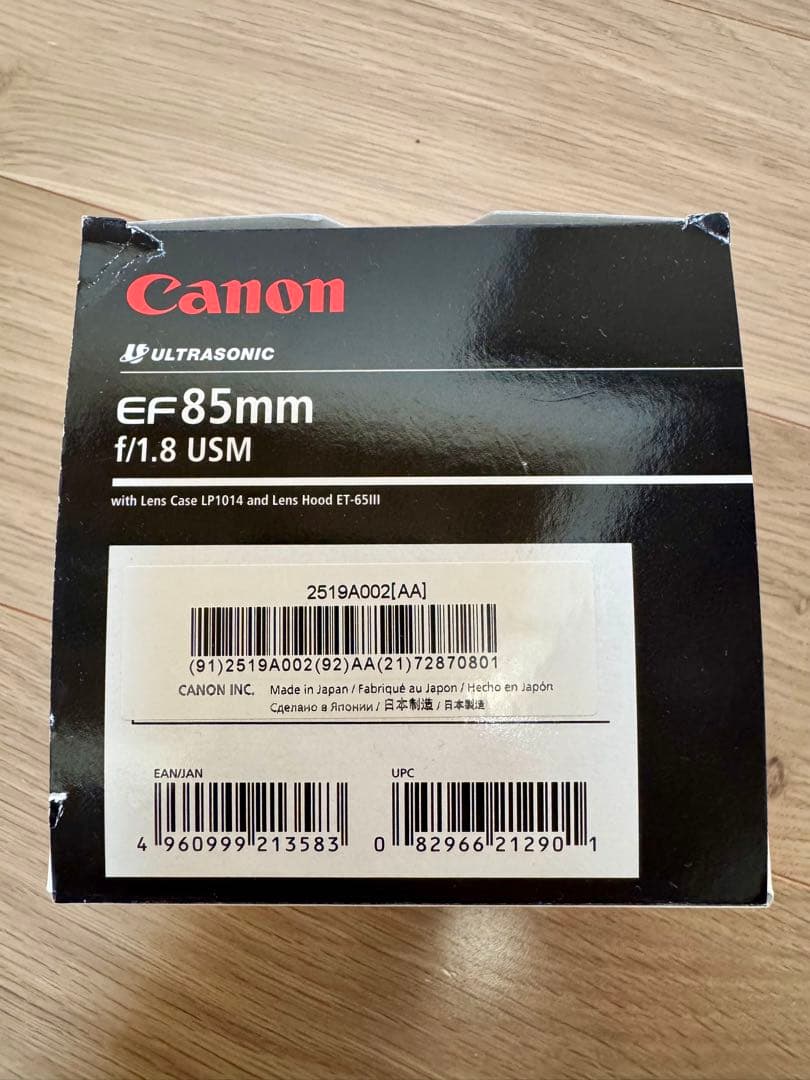 Canon
ULTRASONIC
EF85mm
f/1.8 USM
with Lens Case LP1014 and Lens Hood ET-65III
2519A002[AA]
(91)2519A002(92)AA(21)72870801
CANON INC. Made in Japan / Fabriqué au Japon / Hecho en Japón
Сделано в Японии / 日本制造 / 日本製造
EAN/JAN UPC
4 960999 213583 0 82966 21290 1